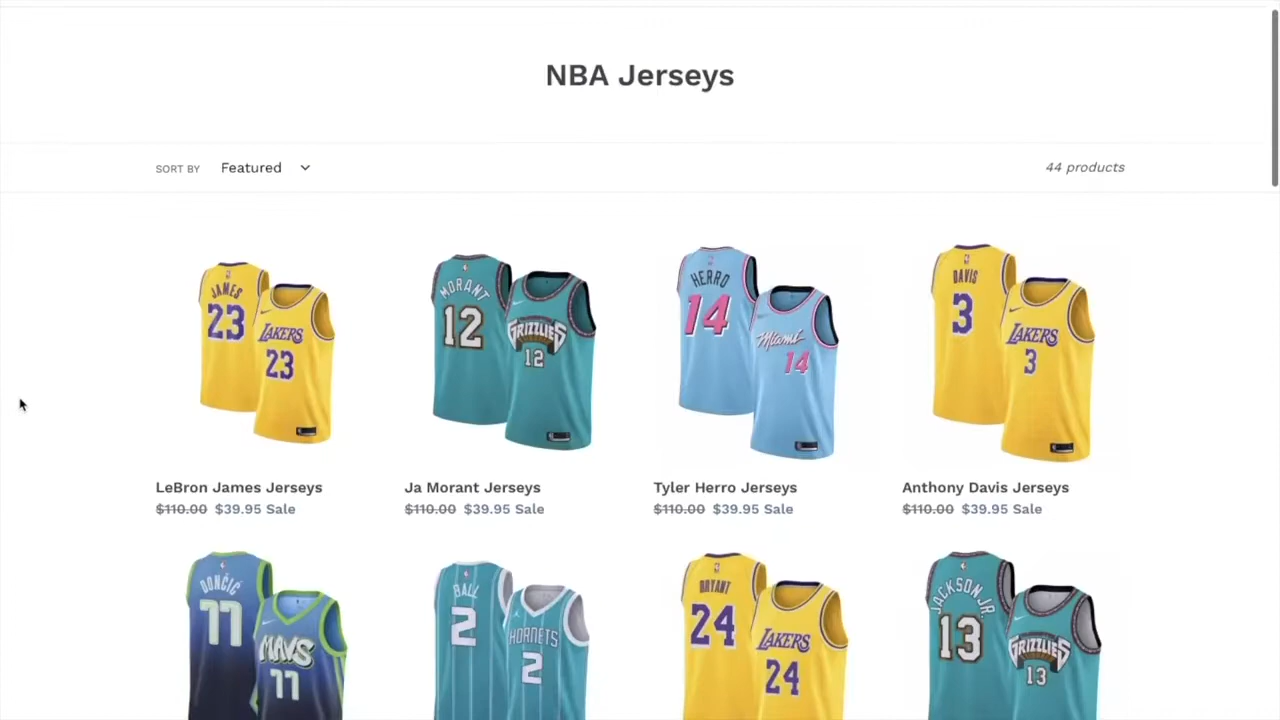 NBA Jerseys
SORT BY Featured
44 products
JAMES
23
LAKERS
23
MORANT
12
GRIZZLIES
12
HERRO
14
Miami
14
DAVIS
3
LAKERS
3
LeBron James Jerseys
$110.00 $39.95 Sale
Ja Morant Jerseys
$110.00 $39.95 Sale
Tyler Herro Jerseys
$110.00 $39.95 Sale
Anthony Davis Jerseys
$110.00 $39.95 Sale
DONČIĆ
77
MAVS
77
BALL
2
HORNETS
2
BRYANT
24
LAKERS
24
JACKSON JR.
13
GRIZZLIES
13